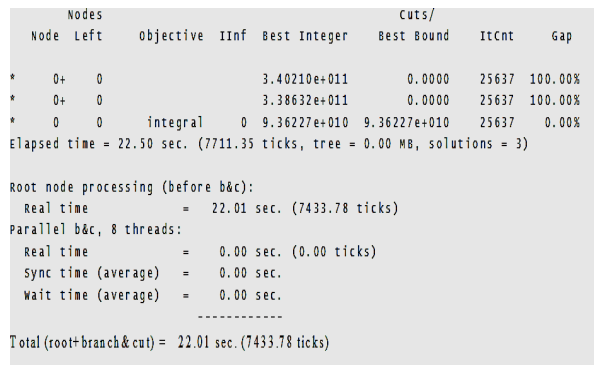 Nodes Cuts/
Node Left Objective IInf Best Integer Best Bound ItCnt Gap
* 0+ 0 3.40210e+011 0.0000 25637 100.00%
* 0+ 0 3.38632e+011 0.0000 25637 100.00%
* 0 0 integral 0 9.36227e+010 9.36227e+010 25637 0.00%
Elapsed time = 22.50 sec. (7711.35 ticks, tree = 0.00 MB, solutions = 3)
Root node processing (before b&c):
Real time = 22.01 sec. (7433.78 ticks)
Parallel b&c, 8 threads:
Real time = 0.00 sec. (0.00 ticks)
Sync time (average) = 0.00 sec.
Wait time (average) = 0.00 sec.
------------
Total (root+branch&cut) = 22.01 sec. (7433.78 ticks)